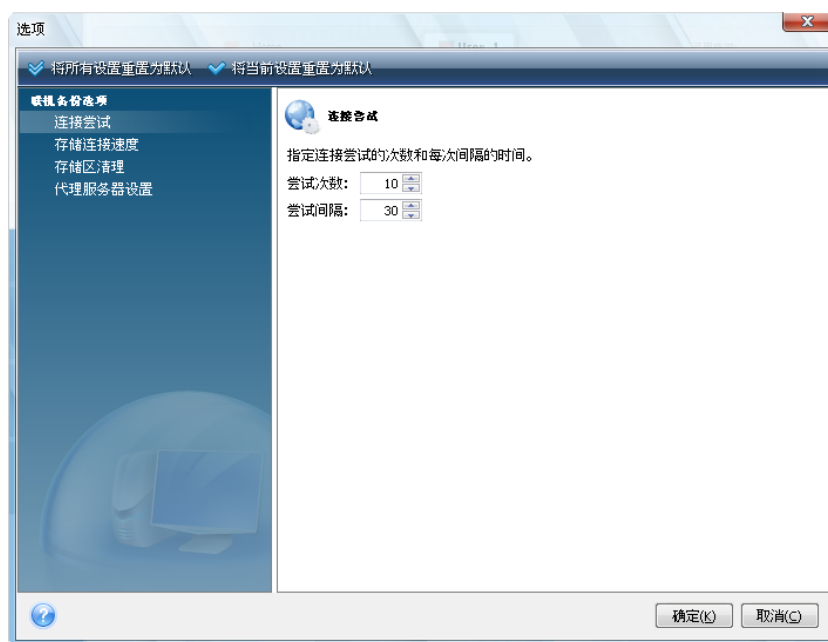 选项
将所有设置重置为默认 将当前设置重置为默认
联机备份选项
连接尝试
存储连接速度
存储区清理
代理服务器设置
连接尝试
指定连接尝试的次数和每次间隔的时间。
尝试次数: 10
尝试间隔: 30
确定(K) 取消(C)